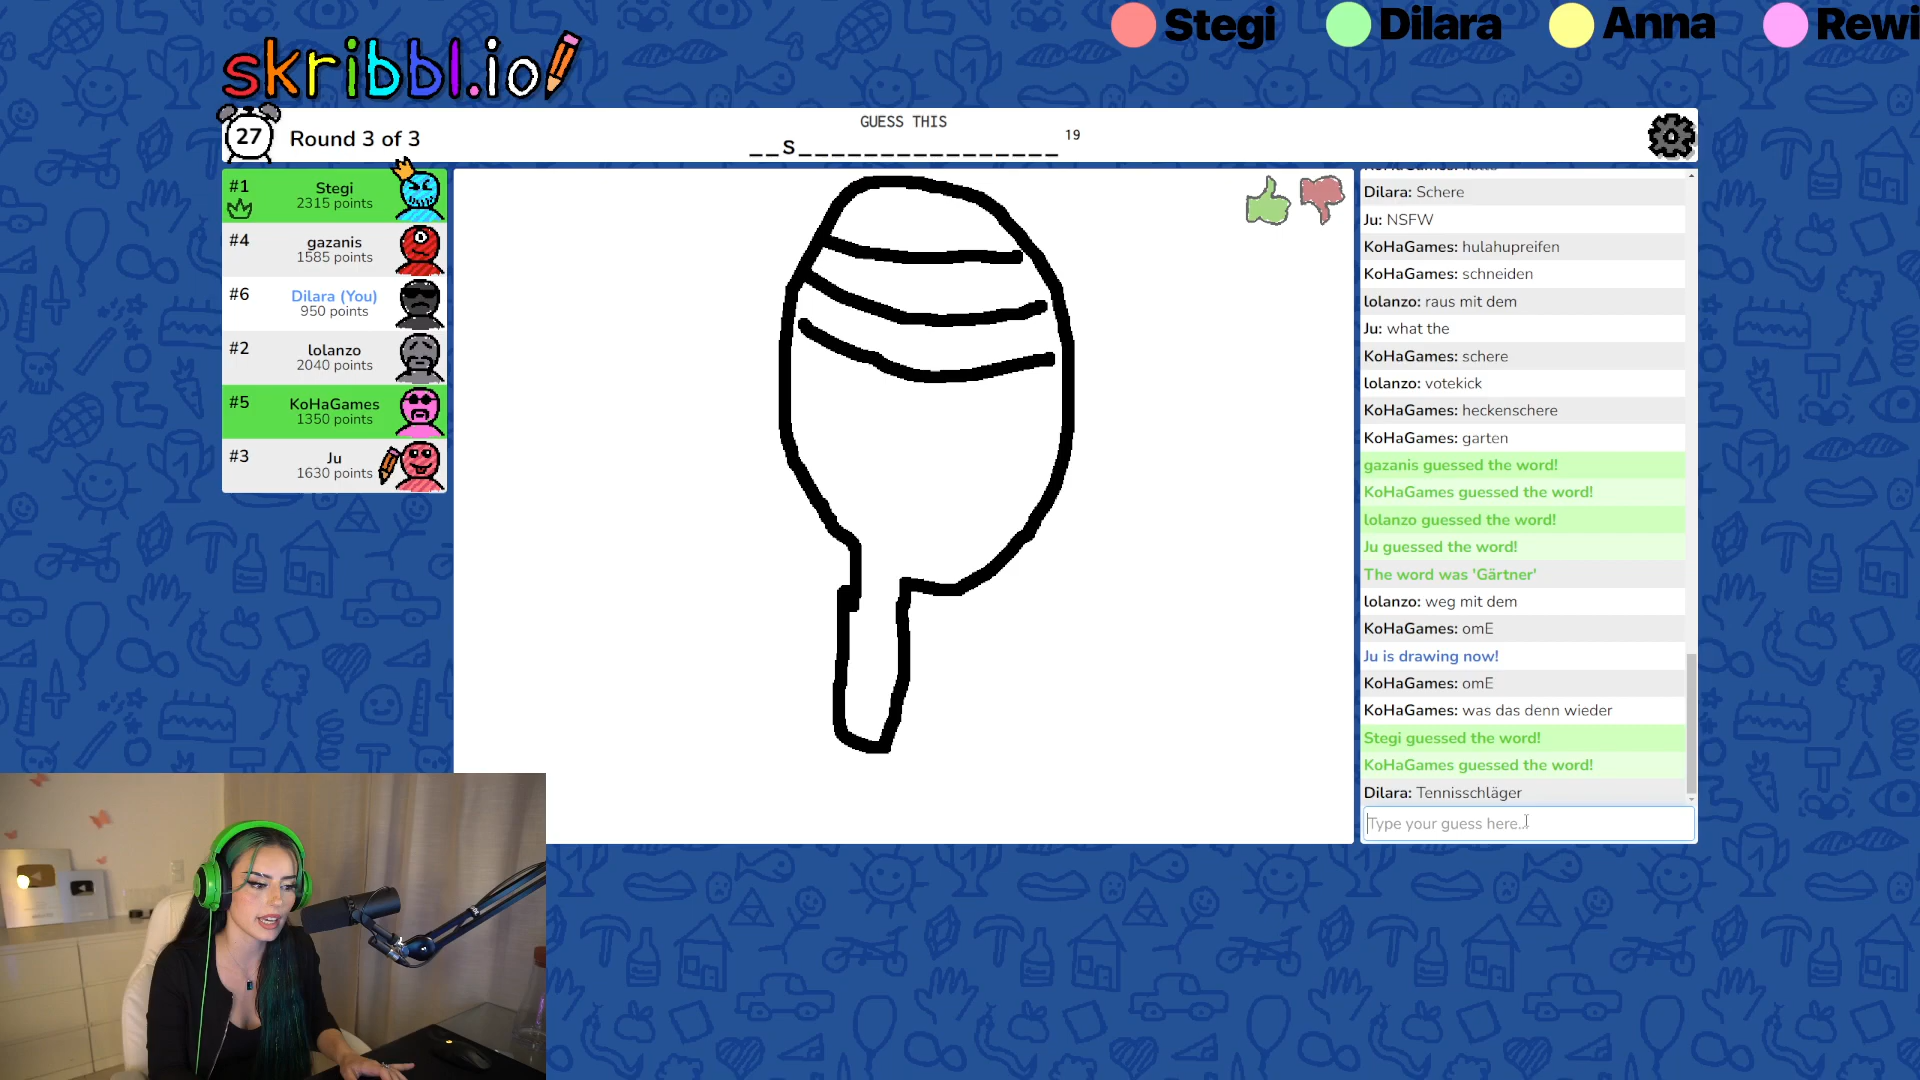 Stegi
Dilara
Anna
Rewi
skribbl.io
27
Round 3 of 3
GUESS THIS
__S________________ 19
#1
Stegi
2315 points
#4
gazanis
1585 points
#6
Dilara (You)
950 points
#2
lolanzo
2040 points
#5
KoHaGames
1350 points
#3
Ju
1630 points
Dilara: Schere
Ju: NSFW
KoHaGames: hulahupreifen
KoHaGames: schneiden
lolanzo: raus mit dem
Ju: what the
KoHaGames: schere
lolanzo: votekick
KoHaGames: heckenschere
KoHaGames: garten
gazanis guessed the word!
KoHaGames guessed the word!
lolanzo guessed the word!
Ju guessed the word!
The word was 'Gärtner'
lolanzo: weg mit dem
KoHaGames: omE
Ju is drawing now!
KoHaGames: omE
KoHaGames: was das denn wieder
Stegi guessed the word!
KoHaGames guessed the word!
Dilara: Tennisschläger
Type your guess here...